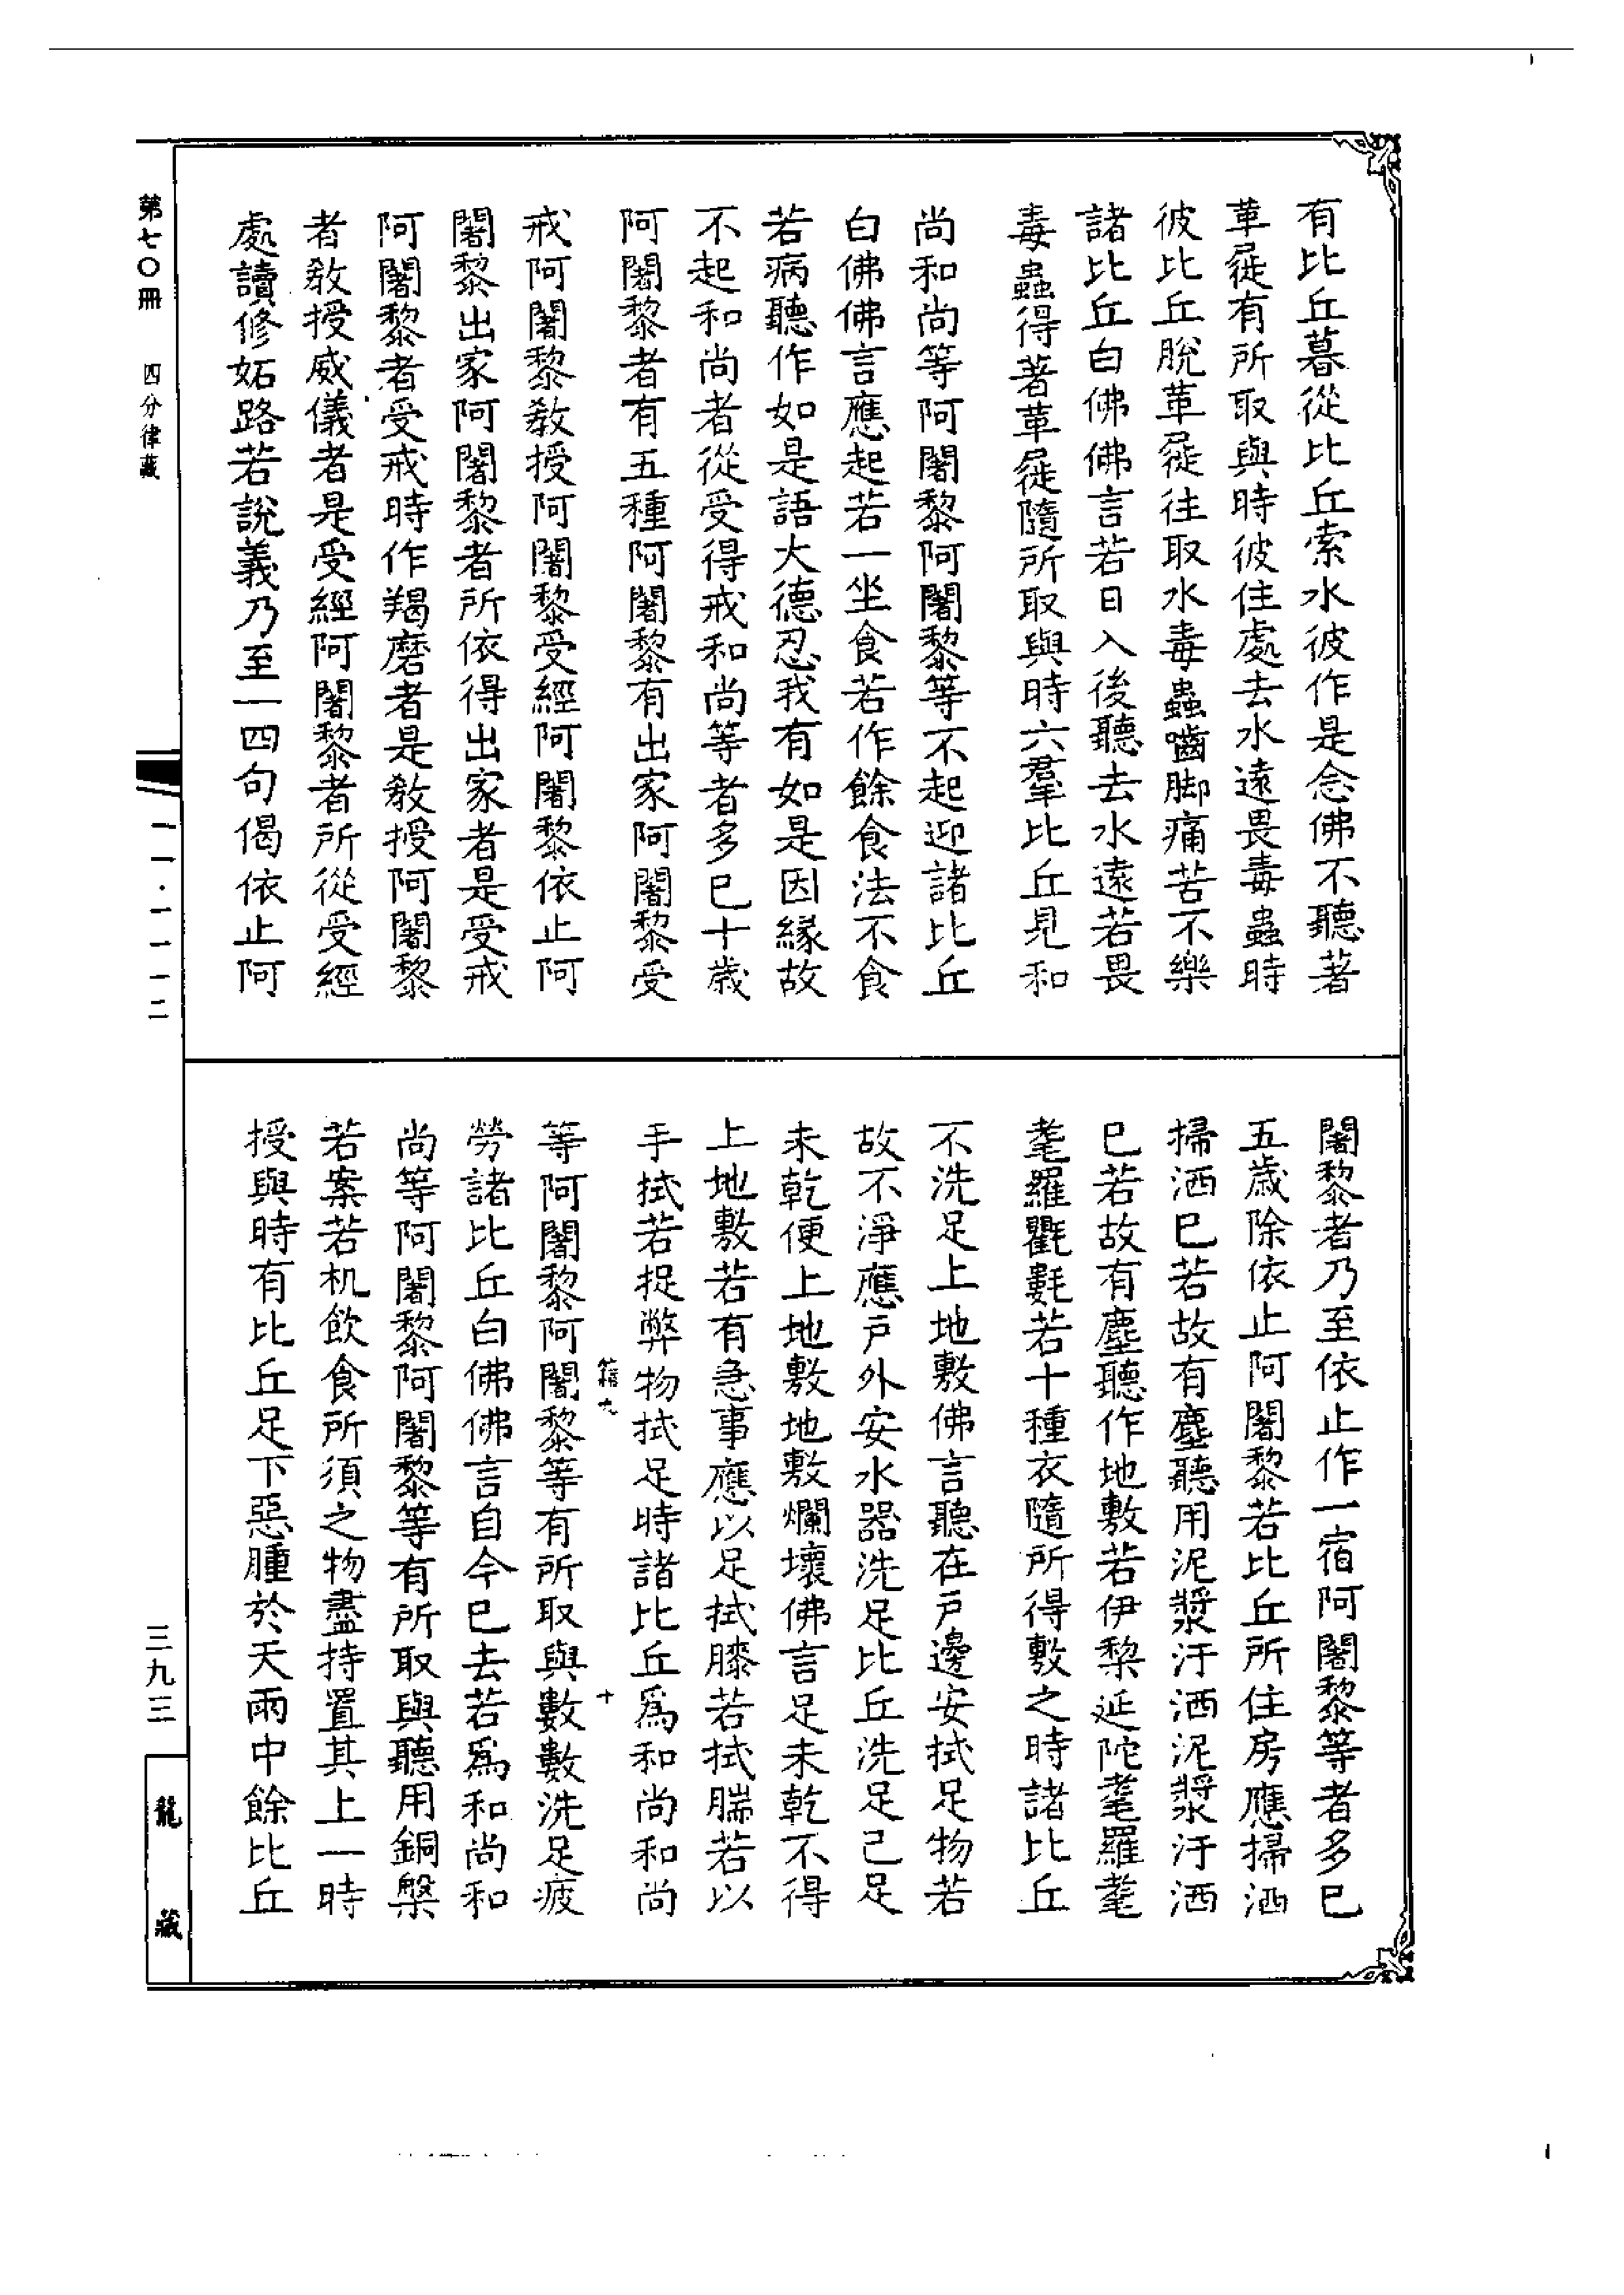 有比丘暮從比丘索水彼作是念佛不聽著
革屣有所取與時彼住處去水遠畏毒蟲時
彼比丘脫革屣往取水毒蟲嚙脚痛苦不樂
諸比丘白佛佛言若日入後聽去水遠若畏
毒蟲得著革屣隨所取與時六羣比丘見和
尚和尚等阿闍黎阿闍黎等不起迎諸比丘
白佛佛言應起若一坐食若作餘食法不食
若病聽作如是語大德忍我有如是因緣故
不起和尚者從受得戒和尚等者多已十歲
阿闍黎者有五種阿闍黎有出家阿闍黎受
戒阿闍黎教授阿闍黎受經阿闍黎依止阿
闍黎出家阿闍黎者所依得出家者是受戒
阿闍黎者受戒時作羯磨者是教授阿闍黎
者教授威儀者是受經阿闍黎者所從受經
處讀修妬路若說義乃至一四句偈依止阿
闍黎者乃至依止作一宿阿闍黎等者多已
五歲除依止阿闍黎若比丘所住房應掃洒
掃洒已若故有塵聽用泥漿汙洒泥漿汙洒
已若故有塵聽作地敷若伊梨延陀耄羅耄
耄羅氍㲣若十種衣隨所得敷之時諸比丘
不洗足上地敷佛言聽在戶邊安拭足物若
故不淨應戶外安水器洗足比丘洗足已足
未乾便上地敷地敷爛壞佛言足未乾不得
上地敷若有急事應以足拭膝若拭腨若以
手拭若捉弊物拭足時諸比丘為和尚和尚
籍九 十
等阿闍黎阿闍黎等有所取與數數洗足疲
勞諸比丘白佛佛言自今已去若為和尚和
尚等阿闍黎阿闍黎等有所取與聽用銅槃
若案若机飲食所須之物盡持置其上一時
授與時有比丘足下惡腫於天雨中餘比丘
第七〇冊 四分律藏
一一·一一一二
三九三
龍藏